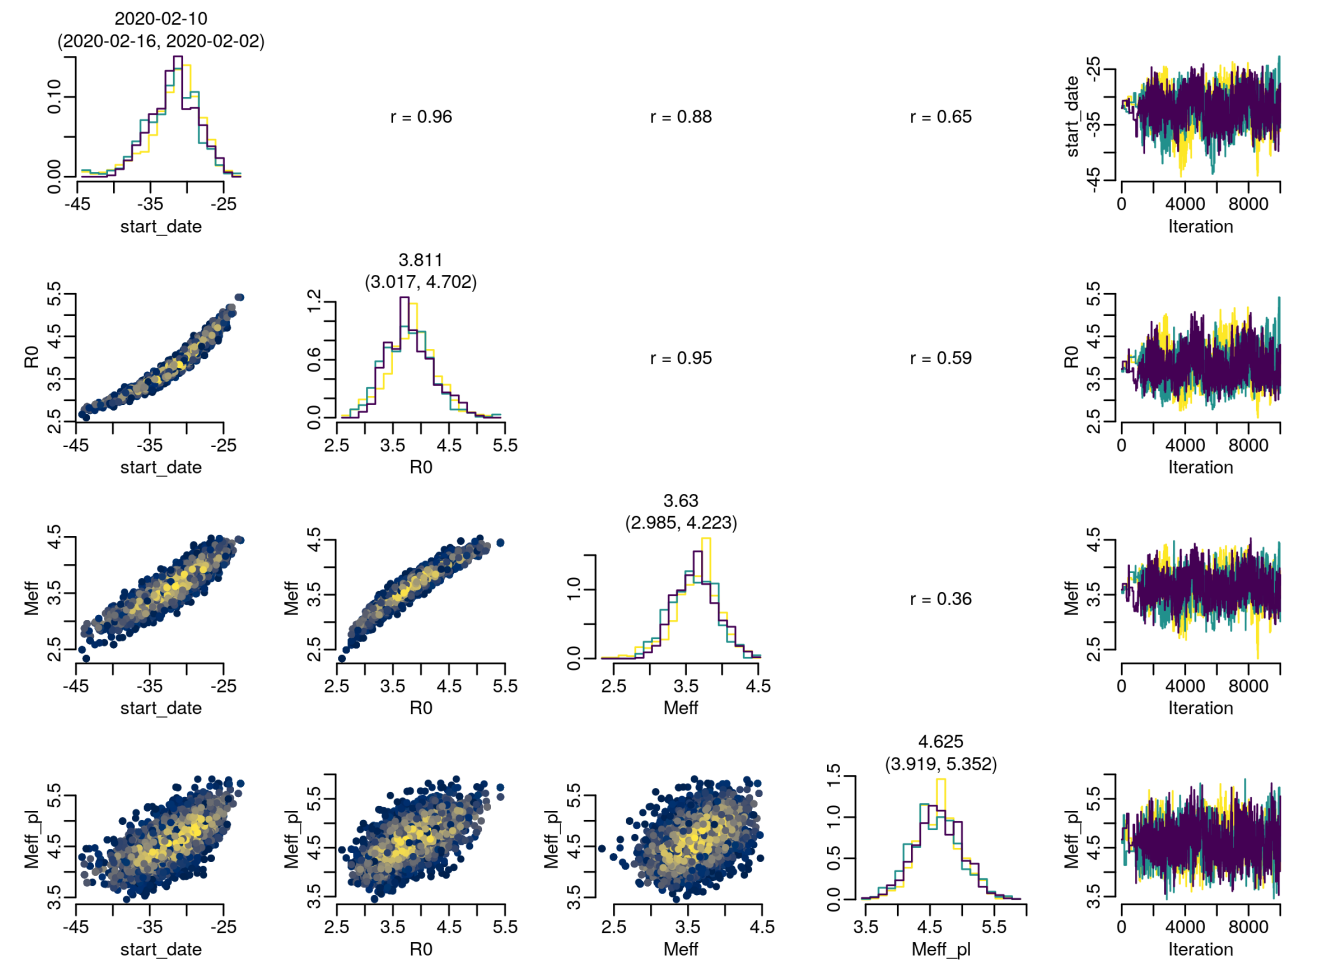 2020-02-10
(2020-02-16, 2020-02-02)
0.00 0.10
-45 -35 -25
start_date
r = 0.96
r = 0.88
r = 0.65
start_date
-45 -35 -25
0 4000 8000
Iteration
R0
2.5 3.5 4.5 5.5
-45 -35 -25
start_date
3.811
(3.017, 4.702)
0.0 0.6 1.2
2.5 3.5 4.5 5.5
R0
r = 0.95
r = 0.59
R0
2.5 3.5 4.5 5.5
0 4000 8000
Iteration
Meff
2.5 3.5 4.5
-45 -35 -25
start_date
Meff
2.5 3.5 4.5
2.5 3.5 4.5 5.5
R0
3.63
(2.985, 4.223)
0.0 1.0
2.5 3.5 4.5
Meff
r = 0.36
Meff
2.5 3.5 4.5
0 4000 8000
Iteration
Meff_pl
3.5 4.5 5.5
-45 -35 -25
start_date
Meff_pl
3.5 4.5 5.5
2.5 3.5 4.5 5.5
R0
Meff_pl
3.5 4.5 5.5
2.5 3.5 4.5
Meff
4.625
(3.919, 5.352)
0.0 0.5 1.0 1.5
3.5 4.5 5.5
Meff_pl
Meff_pl
3.5 4.5 5.5
0 4000 8000
Iteration